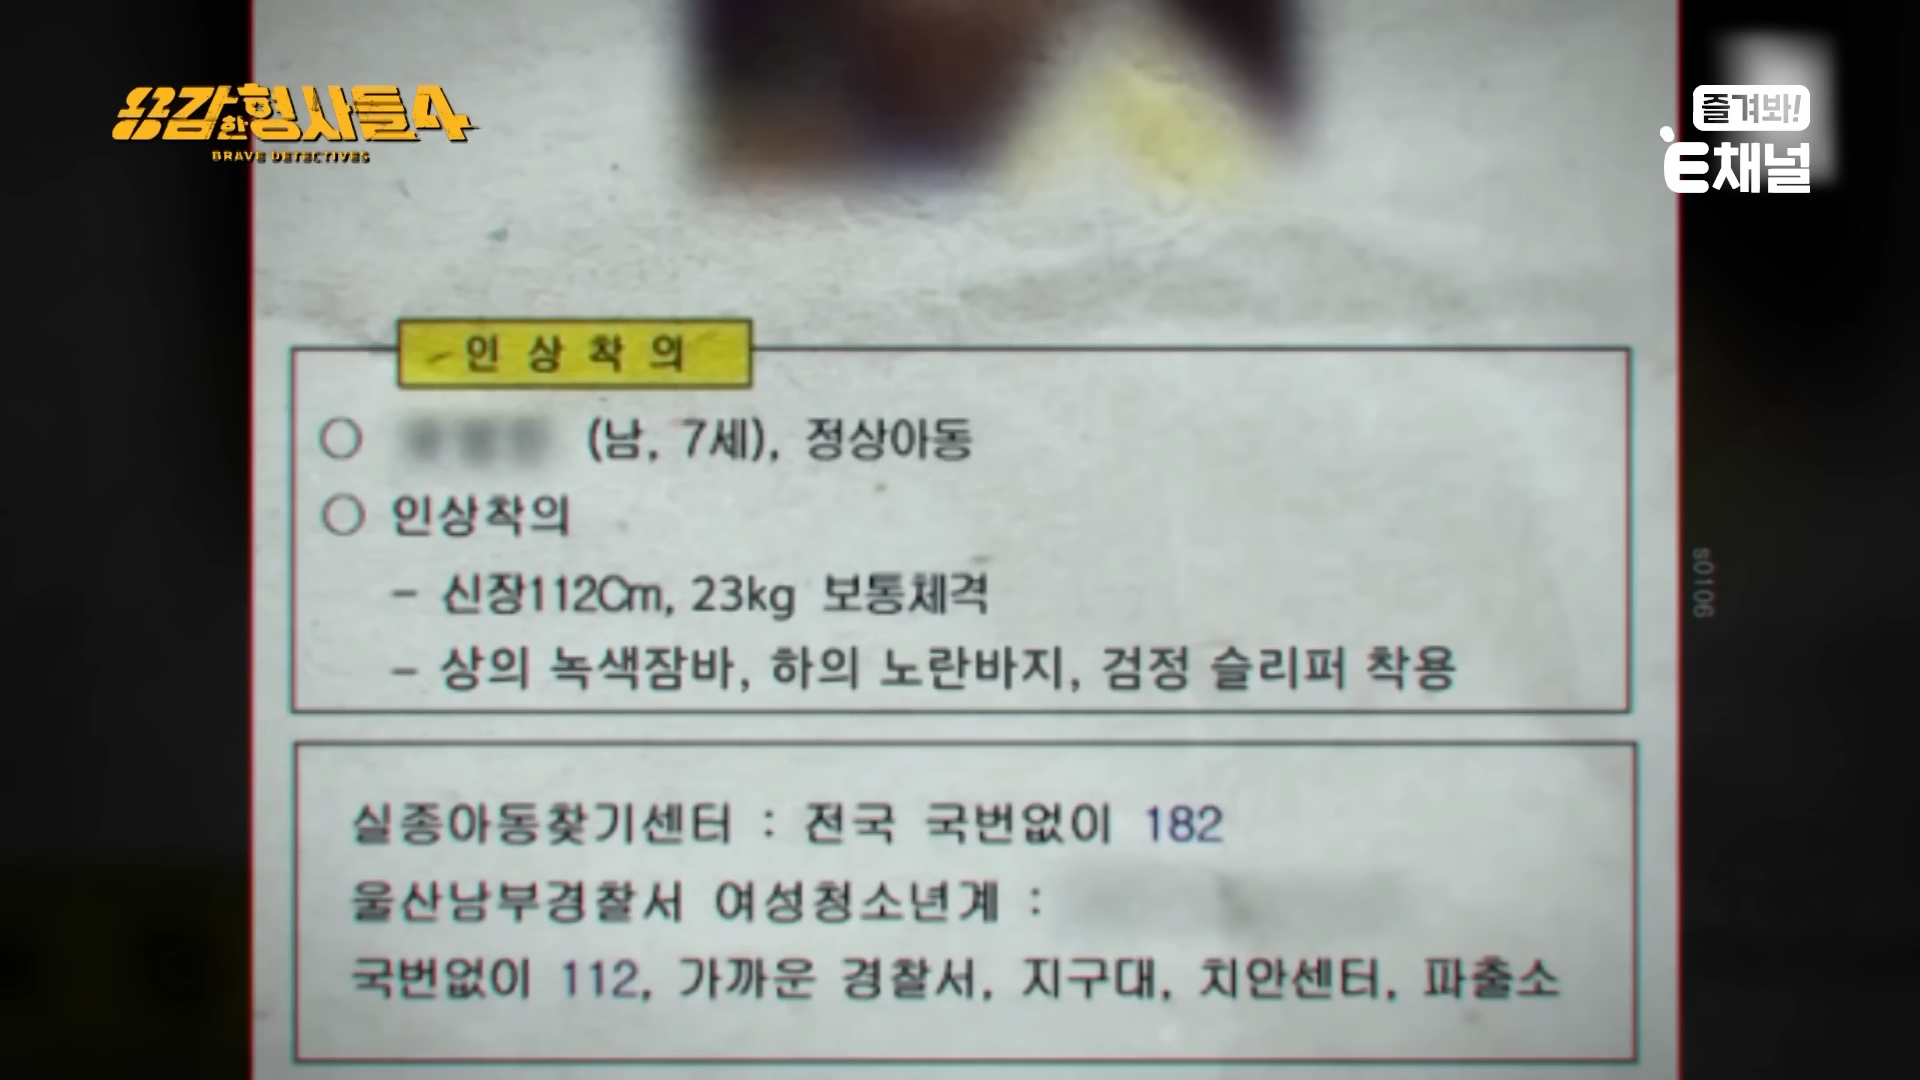 용감한형사들4
BRAVE DETECTIVES
즐겨봐!
E채널
인상착의
○ (남, 7세), 정상아동
○ 인상착의
- 신장112Cm, 23kg 보통체격
- 상의 녹색잠바, 하의 노란바지, 검정 슬리퍼 착용
s0106
실종아동찾기센터 : 전국 국번없이 182
울산남부경찰서 여성청소년계 :
국번없이 112, 가까운 경찰서, 지구대, 치안센터, 파출소